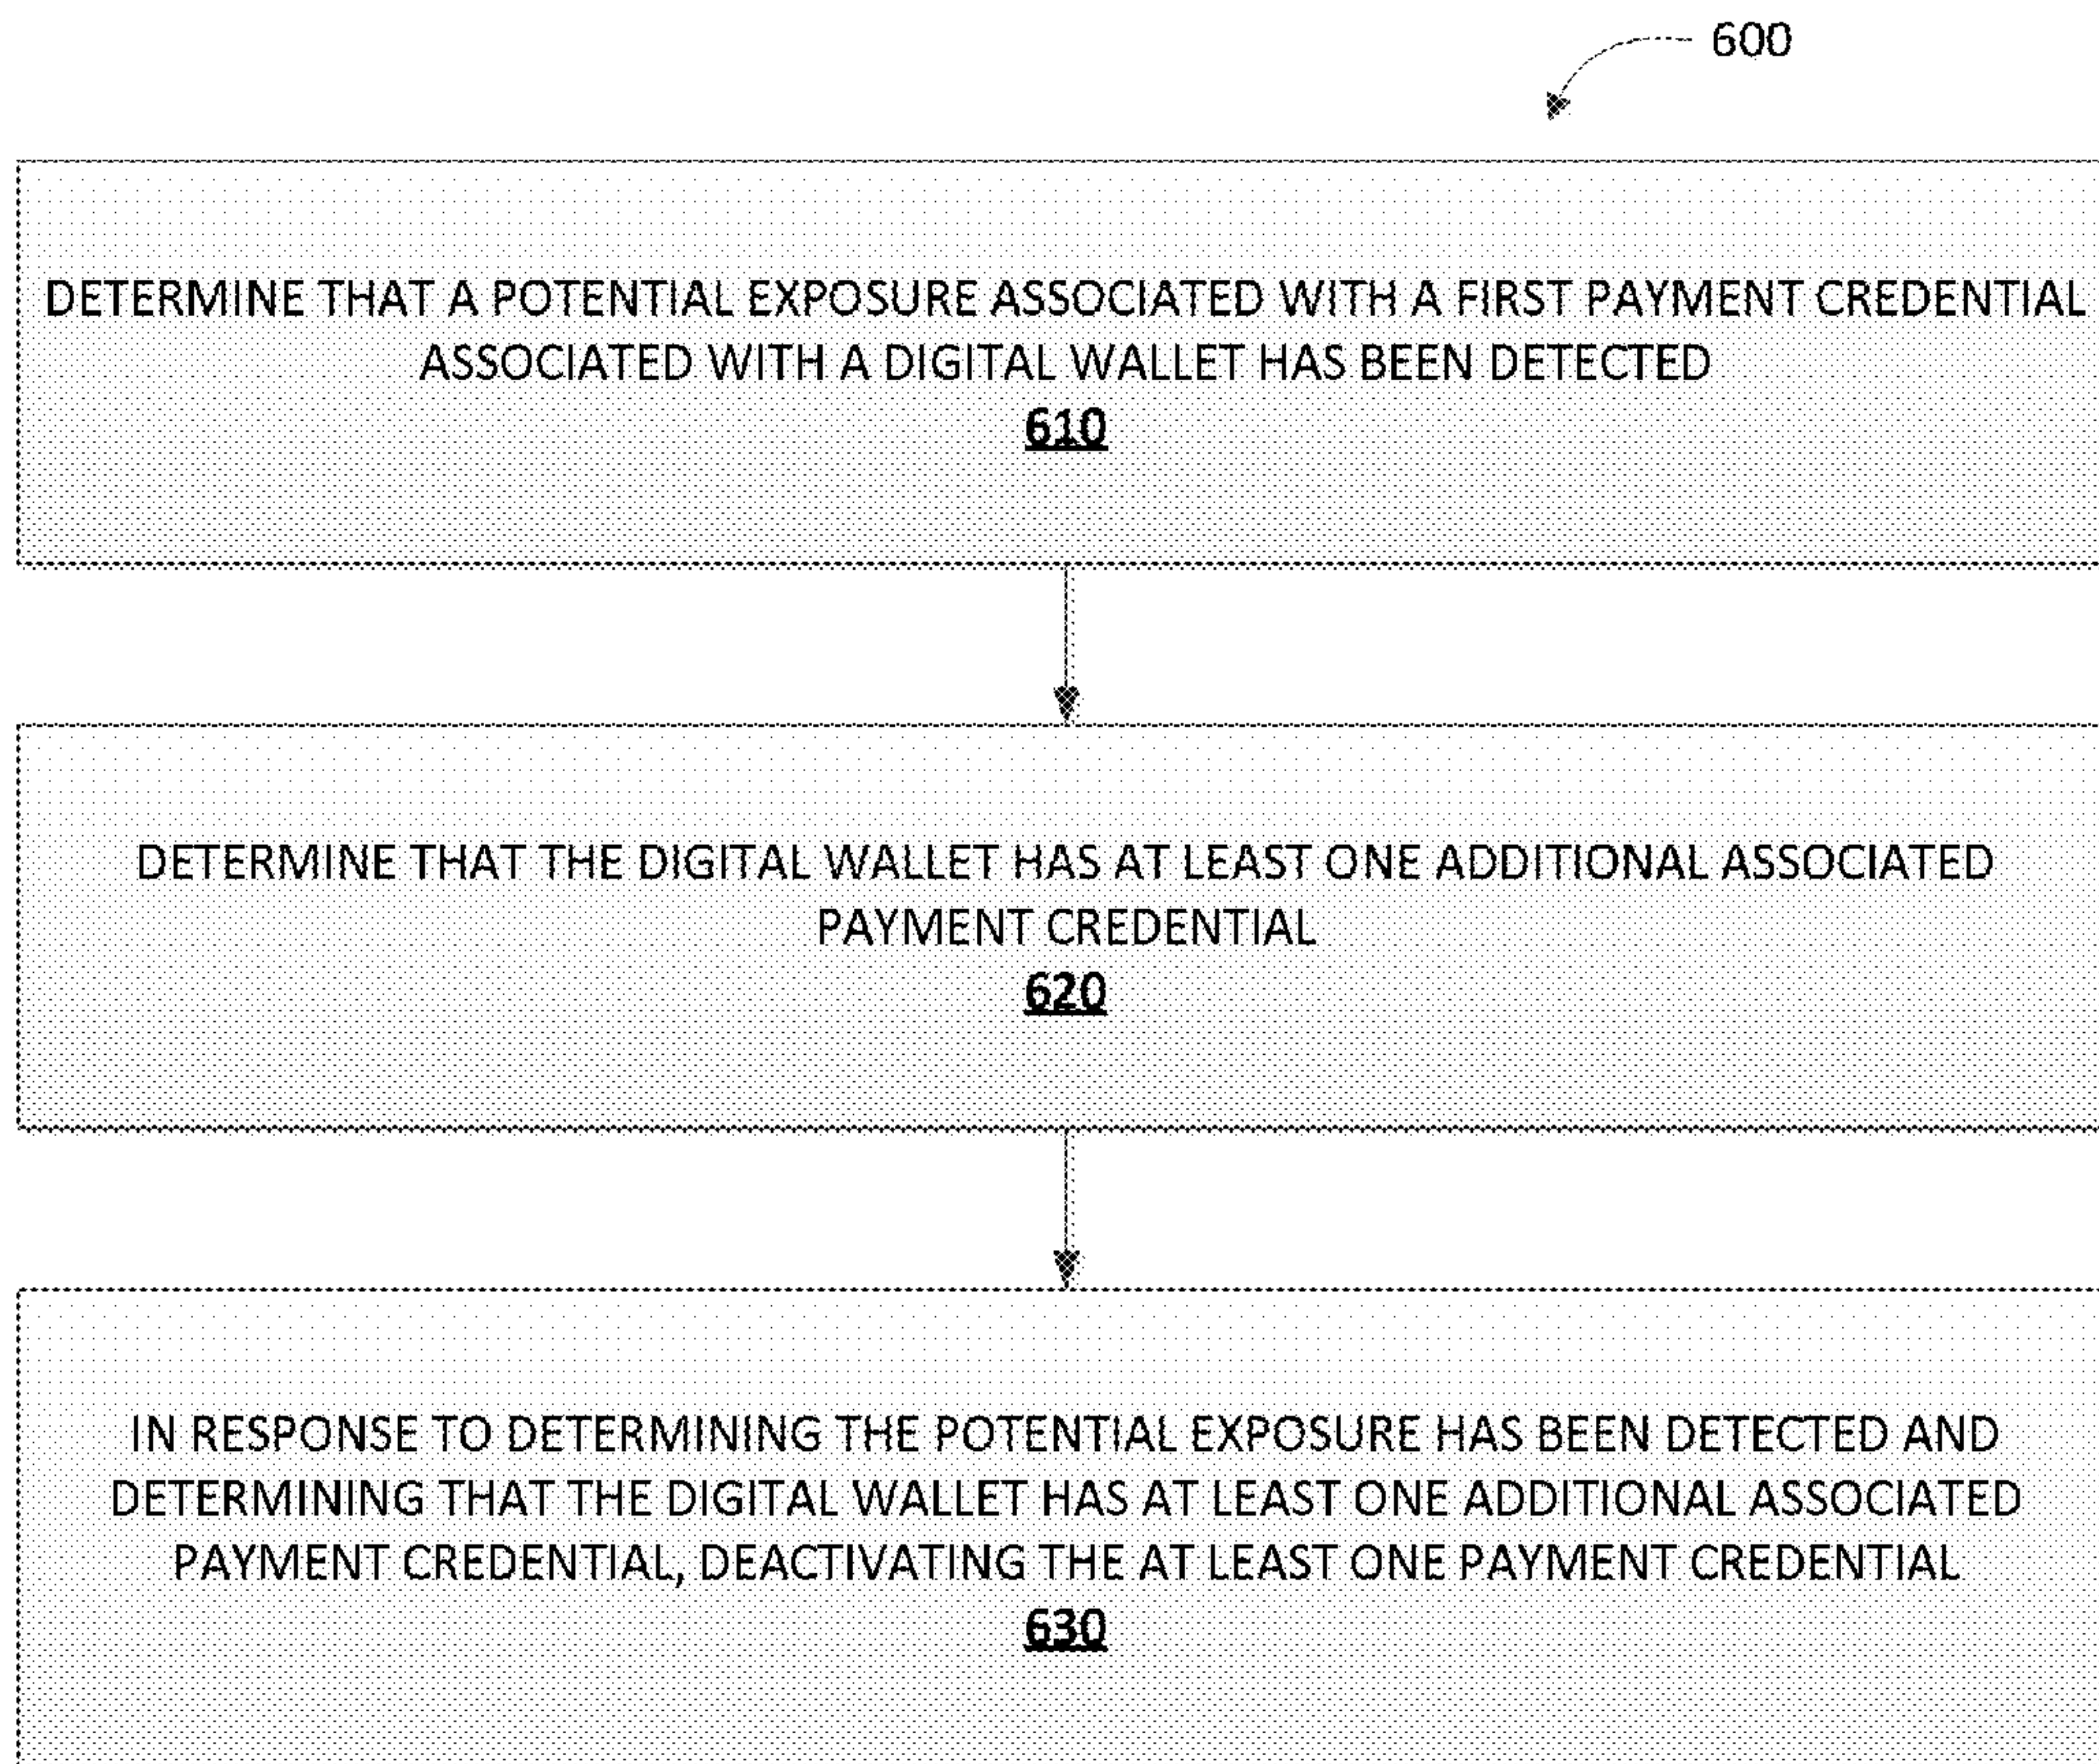 600
DETERMINE THAT A POTENTIAL EXPOSURE ASSOCIATED WITH A FIRST PAYMENT CREDENTIAL
ASSOCIATED WITH A DIGITAL WALLET HAS BEEN DETECTED
610
DETERMINE THAT THE DIGITAL WALLET HAS AT LEAST ONE ADDITIONAL ASSOCIATED
PAYMENT CREDENTIAL
620
IN RESPONSE TO DETERMINING THE POTENTIAL EXPOSURE HAS BEEN DETECTED AND
DETERMINING THAT THE DIGITAL WALLET HAS AT LEAST ONE ADDITIONAL ASSOCIATED
PAYMENT CREDENTIAL, DEACTIVATING THE AT LEAST ONE PAYMENT CREDENTIAL
630